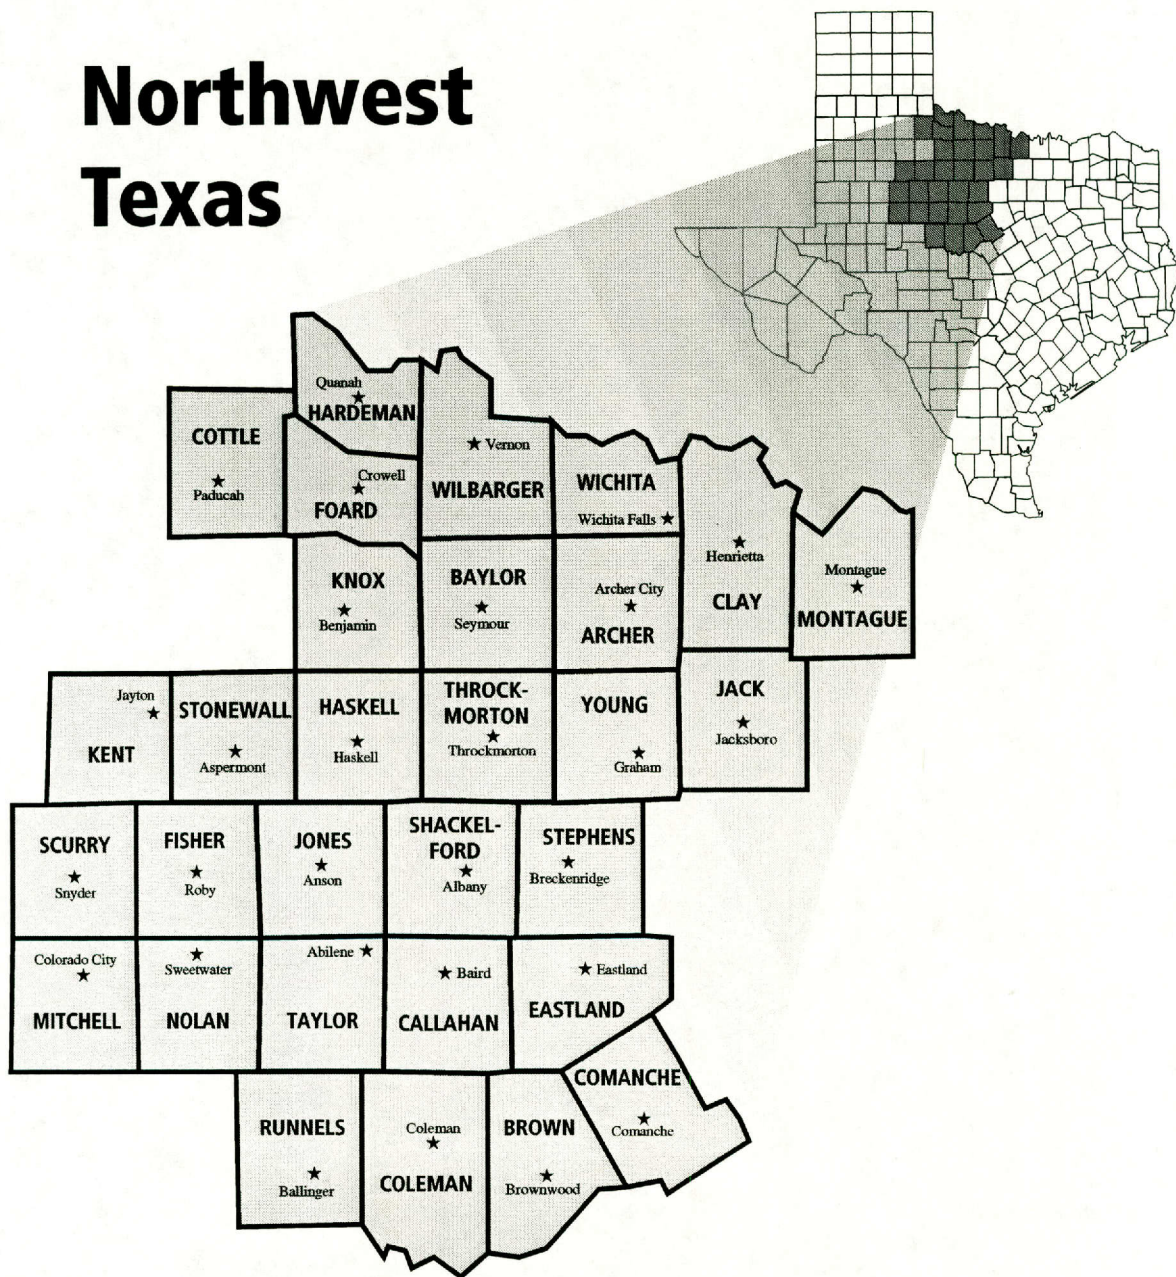 Northwest
Texas
Quanah
HARDEMAN
COTTLE
Paducah
Crowell
FOARD
Vernon
WILBARGER
WICHITA
Wichita Falls
Henrietta
CLAY
Montague
MONTAGUE
KNOX
Benjamin
BAYLOR
Seymour
Archer City
ARCHER
Jayton
KENT
STONEWALL
Aspermont
HASKELL
Haskell
THROCK-
MORTON
Throckmorton
YOUNG
Graham
JACK
Jacksboro
SCURRY
Snyder
FISHER
Roby
JONES
Anson
SHACKEL-
FORD
Albany
STEPHENS
Breckenridge
Colorado City
MITCHELL
Sweetwater
NOLAN
Abilene
TAYLOR
Baird
CALLAHAN
Eastland
EASTLAND
COMANCHE
Comanche
RUNNELS
Ballinger
Coleman
COLEMAN
BROWN
Brownwood